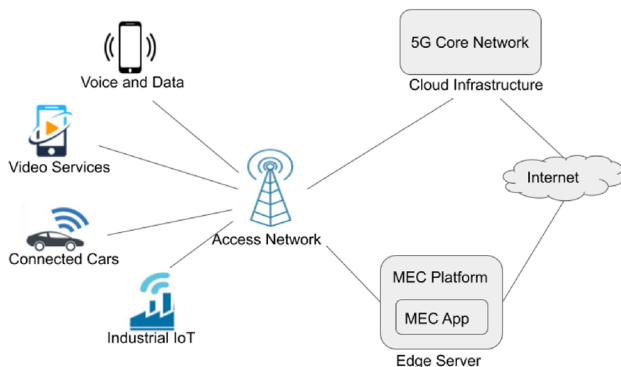 5G Core Network
Cloud Infrastructure
Voice and Data
Video Services
Internet
Access Network
Connected Cars
MEC Platform
MEC App
Industrial IoT
Edge Server